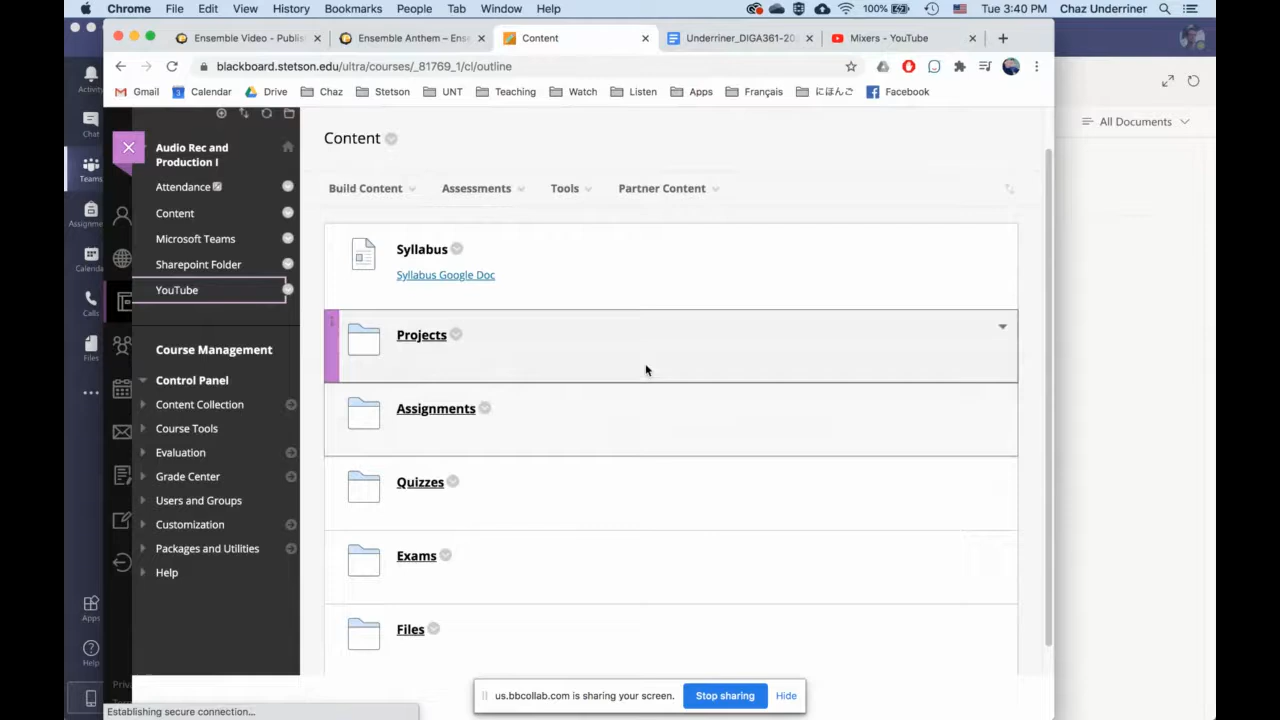 Chrome File Edit View History Bookmarks People Tab Window Help 100% Tue 3:40 PM Chaz Underriner
Ensemble Video - Publis
Ensemble Anthem – Ense
Content
Underriner_DIGA361-20
Mixers - YouTube
blackboard.stetson.edu/ultra/courses/_81769_1/cl/outline
Gmail Calendar Drive Chaz Stetson UNT Teaching Watch Listen Apps Français にほんご Facebook
Activity
Chat
Teams
Assignme
Calenda
Calls
Files
Apps
Help
Audio Rec and
Production I
Attendance
Content
Microsoft Teams
Sharepoint Folder
YouTube
Course Management
Control Panel
Content Collection
Course Tools
Evaluation
Grade Center
Users and Groups
Customization
Packages and Utilities
Help
Content
Build Content Assessments Tools Partner Content
Syllabus
Syllabus Google Doc
Projects
Assignments
Quizzes
Exams
Files
All Documents
us.bbcollab.com is sharing your screen. Stop sharing Hide
Establishing secure connection...